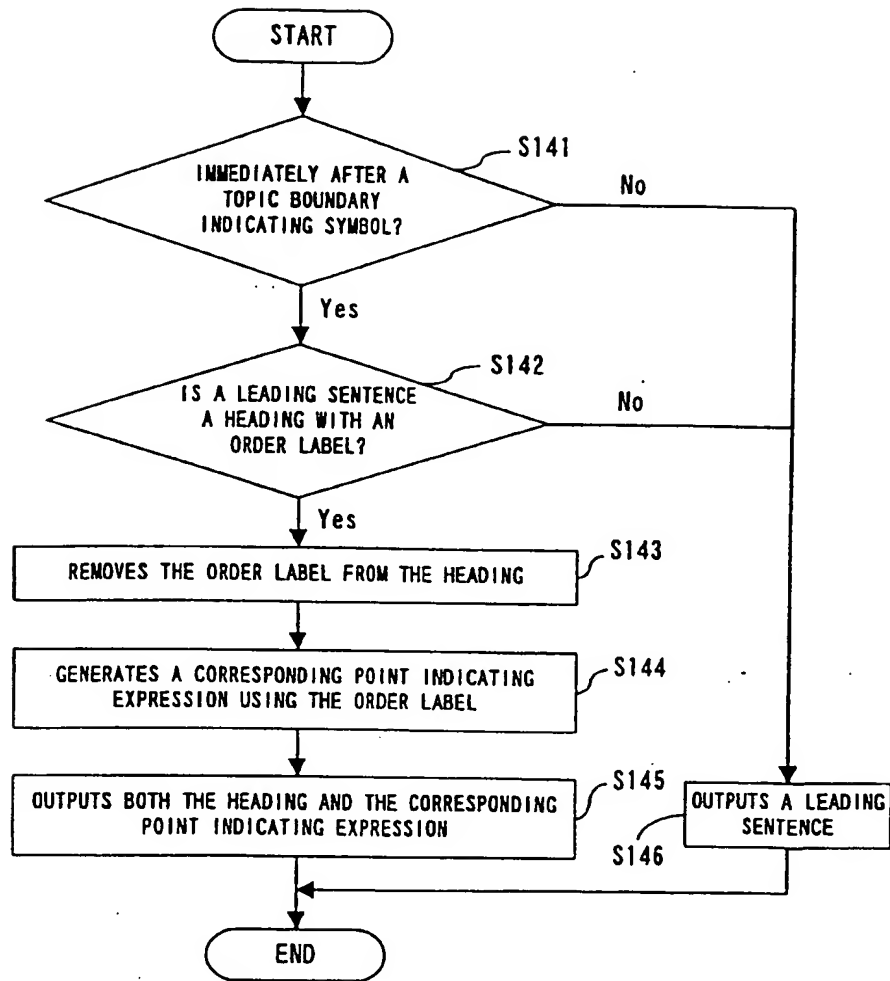 START
S141
IMMEDIATELY AFTER A
TOPIC BOUNDARY
INDICATING SYMBOL?
No
Yes
S142
IS A LEADING SENTENCE
A HEADING WITH AN
ORDER LABEL?
No
Yes
S143
REMOVES THE ORDER LABEL FROM THE HEADING
S144
GENERATES A CORRESPONDING POINT INDICATING
EXPRESSION USING THE ORDER LABEL
S145
OUTPUTS BOTH THE HEADING AND THE CORRESPONDING
POINT INDICATING EXPRESSION
OUTPUTS A LEADING
SENTENCE
S146
END